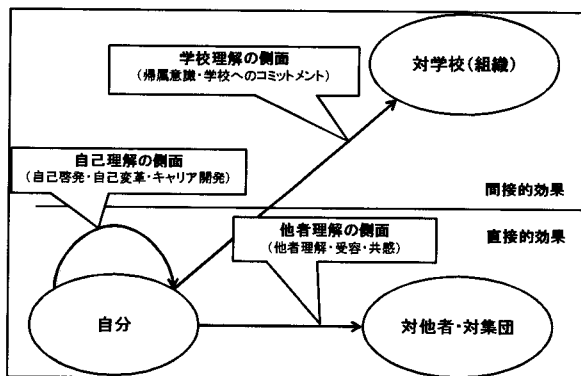 学校理解の側面
(帰属意識・学校へのコミットメント)
対学校(組織)
自己理解の側面
(自己啓発・自己変革・キャリア開発)
間接的効果
他者理解の側面
(他者理解・受容・共感)
直接的効果
自分
対他者・対集団